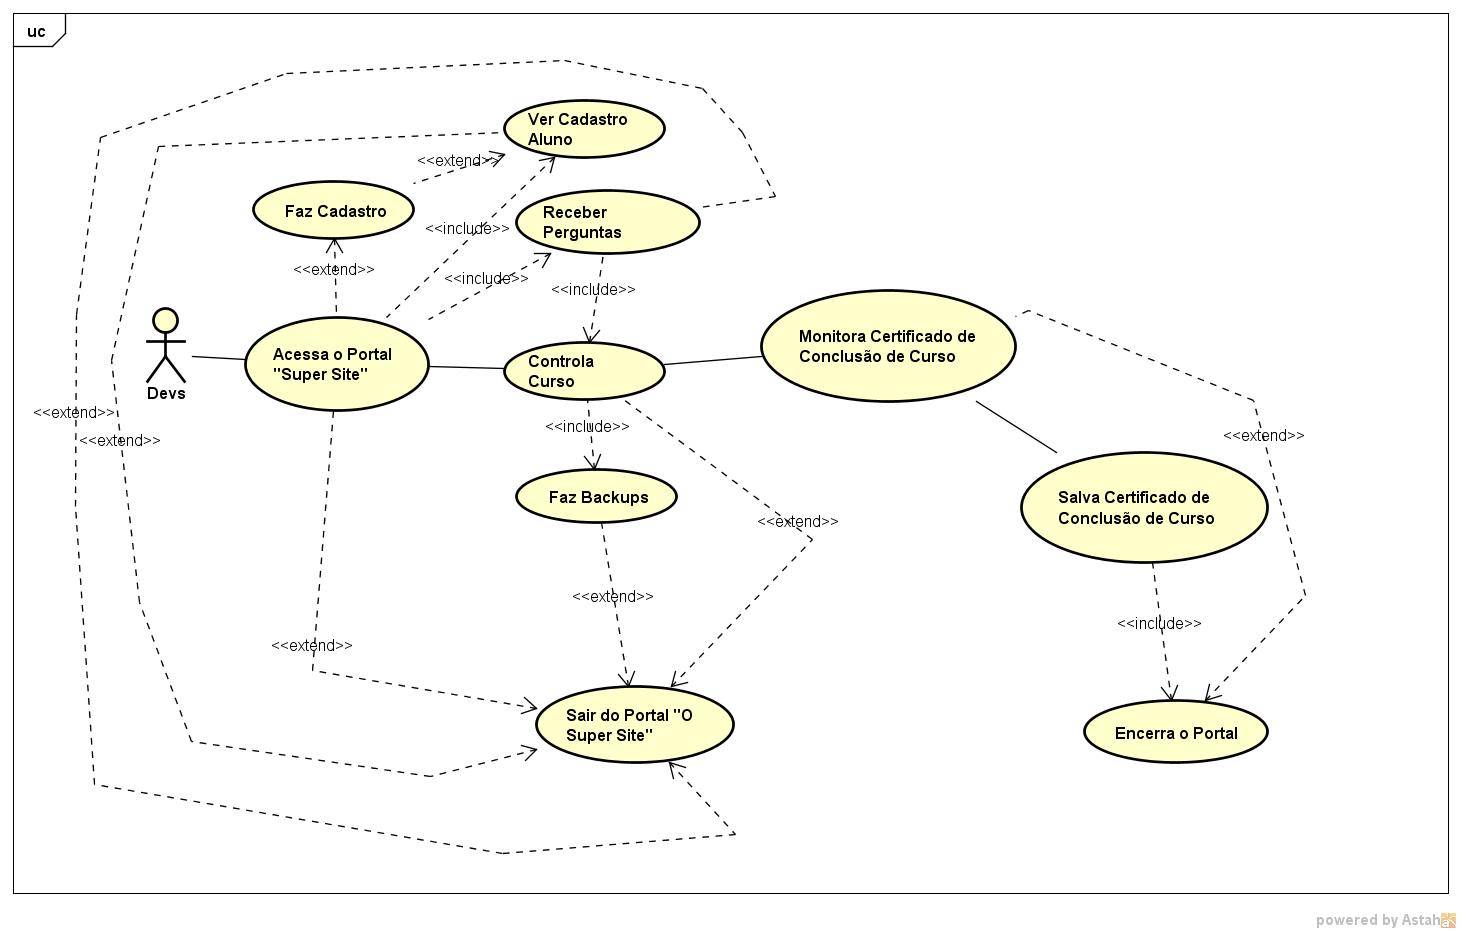 uc
Ver Cadastro
Aluno
<<extend>>
Faz Cadastro
Receber
Perguntas
<<include>>
<<extend>>
<<include>>
<<include>>
Acessa o Portal
"Super Site"
Devs
Controla
Curso
Monitora Certificado de
Conclusão de Curso
<<extend>>
<<extend>>
<<include>>
<<extend>>
Faz Backups
Salva Certificado de
Conclusão de Curso
<<extend>>
<<extend>>
<<include>>
<<extend>>
Sair do Portal "O
Super Site"
Encerra o Portal
powered by Astah